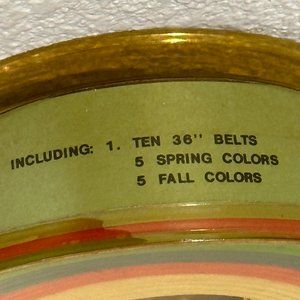 INCLUDING: 1. TEN 36" BELTS
5 SPRING COLORS
5 FALL COLORS